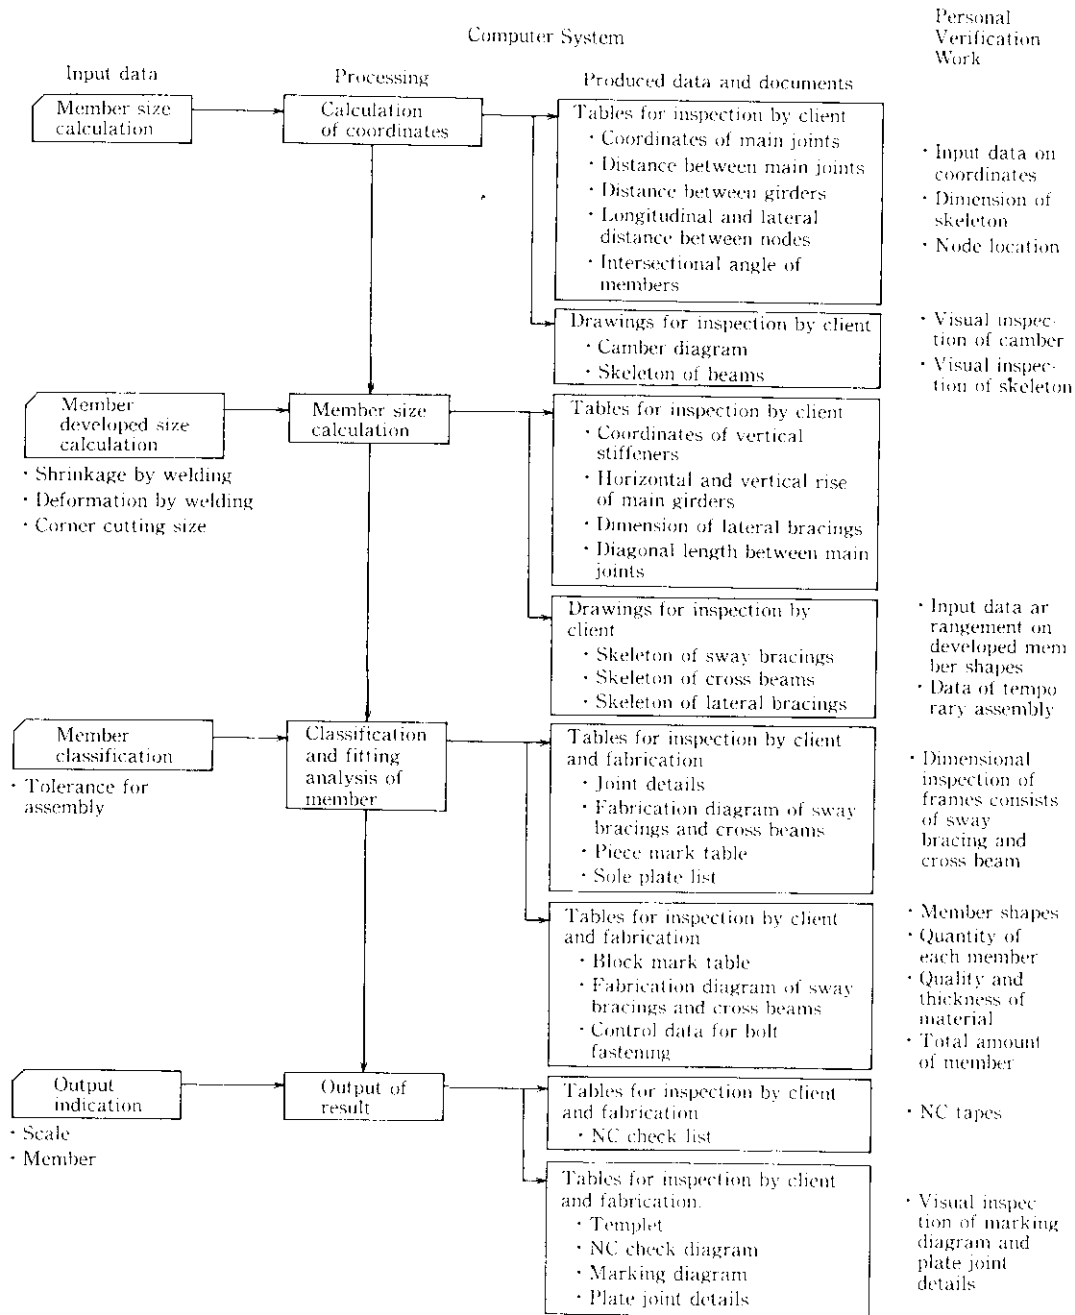 Computer System
Personal
Verification
Work
Input data
Processing
Produced data and documents
Member size
calculation
Calculation
of coordinates
Tables for inspection by client
· Coordinates of main joints
· Distance between main joints
· Distance between girders
· Longitudinal and lateral
distance between nodes
· Intersectional angle of
members
· Input data on
coordinates
· Dimension of
skeleton
· Node location
Drawings for inspection by client
· Camber diagram
· Skeleton of beams
· Visual inspec-
tion of camber
· Visual inspec-
tion of skeleton
Member
developed size
calculation
· Shrinkage by welding
· Deformation by welding
· Corner cutting size
Member size
calculation
Tables for inspection by client
· Coordinates of vertical
stiffeners
· Horizontal and vertical rise
of main girders
· Dimension of lateral bracings
· Diagonal length between main
joints
Drawings for inspection by
client
· Skeleton of sway bracings
· Skeleton of cross beams
· Skeleton of lateral bracings
· Input data ar
rangement on
developed mem
ber shapes
· Data of tempo
rary assembly
Member
classification
· Tolerance for
assembly
Classification
and fitting
analysis of
member
Tables for inspection by client
and fabrication
· Joint details
· Fabrication diagram of sway
bracings and cross beams
· Piece mark table
· Sole plate list
· Dimensional
inspection of
frames consists
of sway
bracing and
cross beam
Tables for inspection by client
and fabrication
· Block mark table
· Fabrication diagram of sway
bracings and cross beams
· Control data for bolt
fastening
· Member shapes
· Quantity of
each member
· Quality and
thickness of
material
· Total amount
of member
Output
indication
· Scale
· Member
Output of
result
Tables for inspection by client
and fabrication
· NC check list
· NC tapes
Tables for inspection by client
and fabrication.
· Templet
· NC check diagram
· Marking diagram
· Plate joint details
· Visual inspec
tion of marking
diagram and
plate joint
details